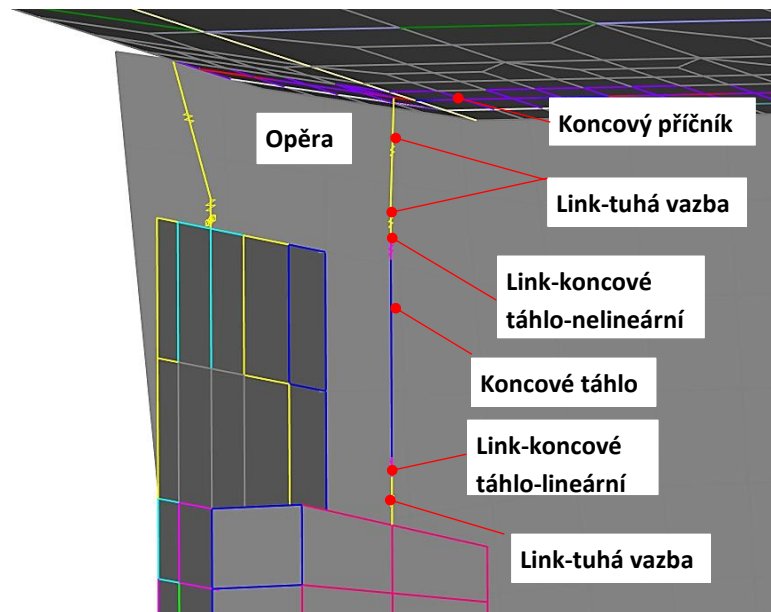 Koncový příčník
Opěra
Link-tuhá vazba
Link-koncové
táhlo-nelineární
Koncové táhlo
Link-koncové
táhlo-lineární
Link-tuhá vazba